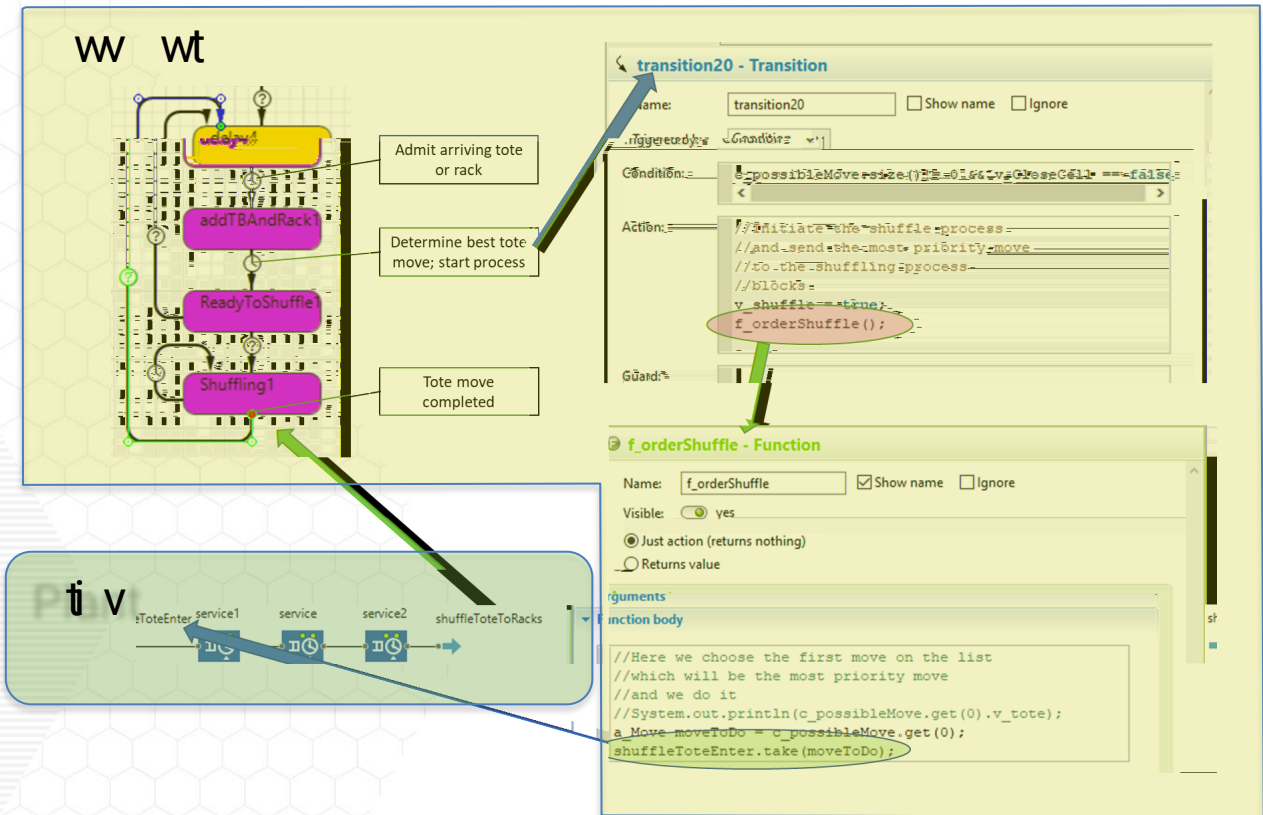 transition20 - Transition
Name:
transition20
Show name
Ignore
Condition:
Action:
//Initiate the shuffle process
//and send the most priority move
//to the shuffling process
//blocks
v_shuffle = true;
f_orderShuffle();
Guard:
delay4
addTBAndRack1
ReadyToShuffle1
Shuffling1
Admit arriving tote
or rack
Determine best tote
move; start process
Tote move
completed
f_orderShuffle - Function
Name:
f_orderShuffle
Show name
Ignore
Visible:
yes
Just action (returns nothing)
Returns value
rguments
Function body
//Here we choose the first move on the list
//which will be the most priority move
//and we do it
//System.out.println(c_possibleMove.get(0).v_tote);
a_Move moveToDo = c_possibleMove.get(0);
shuffleToteEnter.take(moveToDo);
Plant
eToteEnter
service1
service
service2
shuffleToteToRacks
sh